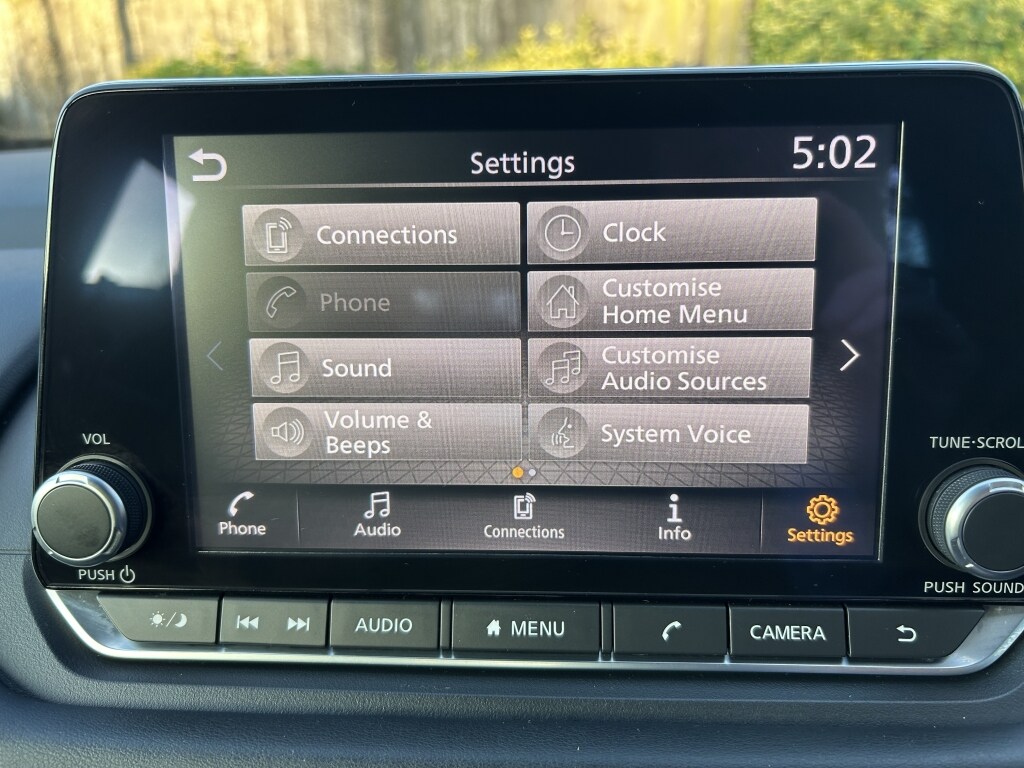 Settings
5:02
Connections
Clock
Phone
Customise
Home Menu
Sound
Customise
Audio Sources
Volume &
Beeps
System Voice
VOL
TUNE·SCROL
Phone
Audio
Connections
Info
Settings
PUSH
PUSH SOUND
AUDIO
MENU
CAMERA